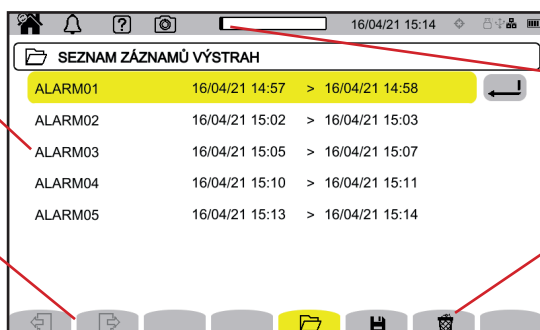 16/04/21 15:14
SEZNAM ZÁZNAMŮ VÝSTRAH
ALARM01 16/04/21 14:57 > 16/04/21 14:58
ALARM02 16/04/21 15:02 > 16/04/21 15:03
ALARM03 16/04/21 15:05 > 16/04/21 15:07
ALARM04 16/04/21 15:10 > 16/04/21 15:11
ALARM05 16/04/21 15:13 > 16/04/21 15:14